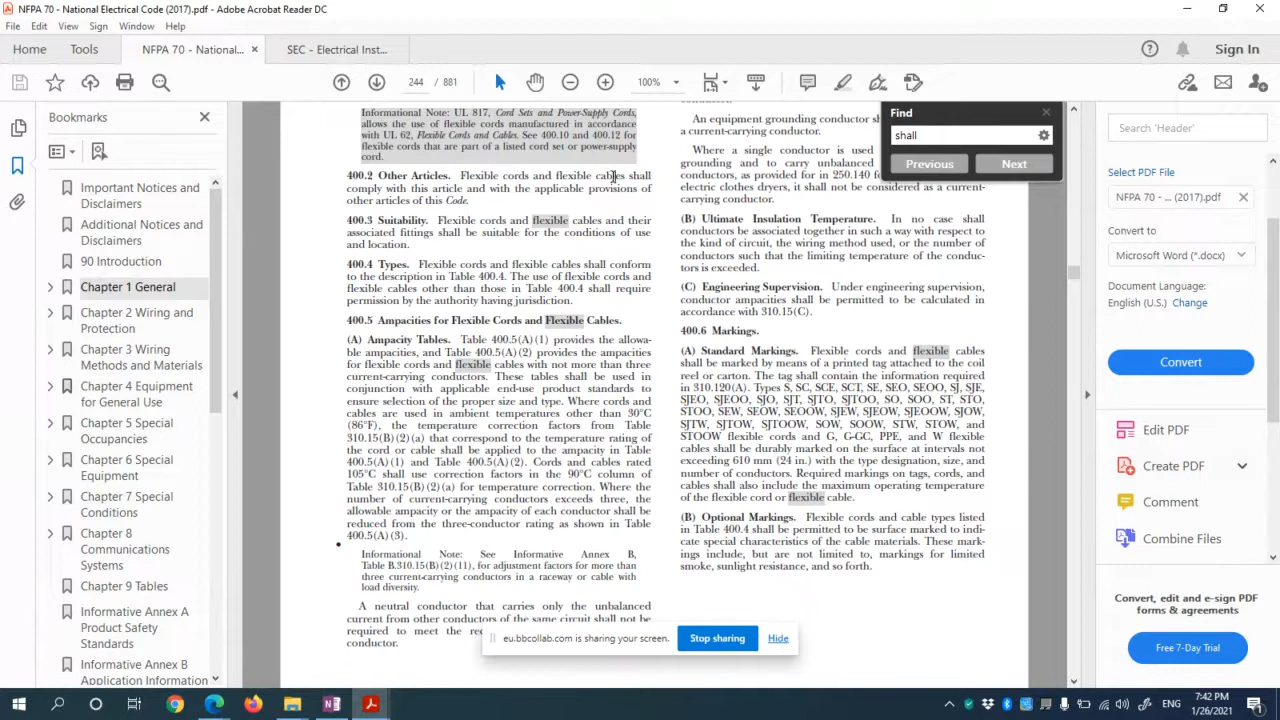 NFPA 70 - National Electrical Code (2017).pdf - Adobe Acrobat Reader DC
File Edit View Sign Window Help
Home Tools NFPA 70 - National... × SEC - Electrical Inst... Sign In
244 / 881 100%
Bookmarks
Important Notices and
Disclaimers
Additional Notices and
Disclaimers
90 Introduction
Chapter 1 General
Chapter 2 Wiring and
Protection
Chapter 3 Wiring
Methods and Materials
Chapter 4 Equipment
for General Use
Chapter 5 Special
Occupancies
Chapter 6 Special
Equipment
Chapter 7 Special
Conditions
Chapter 8
Communications
Systems
Chapter 9 Tables
Informative Annex A
Product Safety
Standards
Informative Annex B
Application Information
Informational Note: UL 817, Cord Sets and Power-Supply Cords,
allows the use of flexible cords manufactured in accordance
with UL 62, Flexible Cords and Cables. See 400.10 and 400.12 for
flexible cords that are part of a listed cord set or power-supply
cord.
400.2 Other Articles. Flexible cords and flexible cables shall
comply with this article and with the applicable provisions of
other articles of this Code.
400.3 Suitability. Flexible cords and flexible cables and their
associated fittings shall be suitable for the conditions of use
and location.
400.4 Types. Flexible cords and flexible cables shall conform
to the description in Table 400.4. The use of flexible cords and
flexible cables other than those in Table 400.4 shall require
permission by the authority having jurisdiction.
400.5 Ampacities for Flexible Cords and Flexible Cables.
(A) Ampacity Tables. Table 400.5(A)(1) provides the allowa-
ble ampacities, and Table 400.5(A)(2) provides the ampacities
for flexible cords and flexible cables with not more than three
current-carrying conductors. These tables shall be used in
conjunction with applicable end-use product standards to
ensure selection of the proper size and type. Where cords and
cables are used in ambient temperatures other than 30°C
(86°F), the temperature correction factors from Table
310.15(B)(2)(a) that correspond to the temperature rating of
the cord or cable shall be applied to the ampacity in Table
400.5(A)(1) and Table 400.5(A)(2). Cords and cables rated
105°C shall use correction factors in the 90°C column of
Table 310.15(B)(2)(a) for temperature correction. Where the
number of current-carrying conductors exceeds three, the
allowable ampacity or the ampacity of each conductor shall be
reduced from the three-conductor rating as shown in Table
400.5(A)(3).
Informational Note: See Informative Annex B,
Table B.310.15(B)(2)(11), for adjustment factors for more than
three current-carrying conductors in a raceway or cable with
load diversity.
A neutral conductor that carries only the unbalanced
current from other conductors of the same circuit shall not be
required to meet the
conductor.
An equipment grounding conductor
a current-carrying conductor.
Where a single conductor is used
grounding and to carry unbalanced
conductors, as provided for in 250.140
electric clothes dryers, it shall not be considered as a current-
carrying conductor.
(B) Ultimate Insulation Temperature. In no case shall
conductors be associated together in such a way with respect to
the kind of circuit, the wiring method used, or the number of
conductors such that the limiting temperature of the conduc-
tors is exceeded.
(C) Engineering Supervision. Under engineering supervision,
conductor ampacities shall be permitted to be calculated in
accordance with 310.15(C).
400.6 Markings.
(A) Standard Markings. Flexible cords and flexible cables
shall be marked by means of a printed tag attached to the coil
reel or carton. The tag shall contain the information required
in 310.120(A). Types S, SC, SCE, SCT, SE, SEO, SEOO, SJ, SJE,
SJEO, SJEOO, SJO, SJT, SJTO, SJTOO, SO, SOO, ST, STO,
STOO, SEW, SEOW, SEOOW, SJEW, SJEOW, SJEOOW, SJOW,
SJTW, SJTOW, SJTOOW, SOW, SOOW, STW, STOW, and
STOOW flexible cords and G, G-GC, PPE, and W flexible
cables shall be durably marked on the surface at intervals not
exceeding 610 mm (24 in.) with the type designation, size, and
number of conductors. Required markings on tags, cords, and
cables shall also include the maximum operating temperature
of the flexible cord or flexible cable.
(B) Optional Markings. Flexible cords and cable types listed
in Table 400.4 shall be permitted to be surface marked to indi-
cate special characteristics of the cable materials. These mark-
ings include, but are not limited to, markings for limited
smoke, sunlight resistance, and so forth.
Find
shall
Previous Next
eu.bbcollab.com is sharing your screen. Stop sharing Hide
Search 'Header'
Select PDF File
NFPA 70 - ... (2017).pdf
Convert to
Microsoft Word (*.docx)
Document Language:
English (U.S.) Change
Convert
Edit PDF
Create PDF
Comment
Combine Files
Convert, edit and e-sign PDF
forms & agreements
Free 7-Day Trial
ENG
7:42 PM
1/26/2021